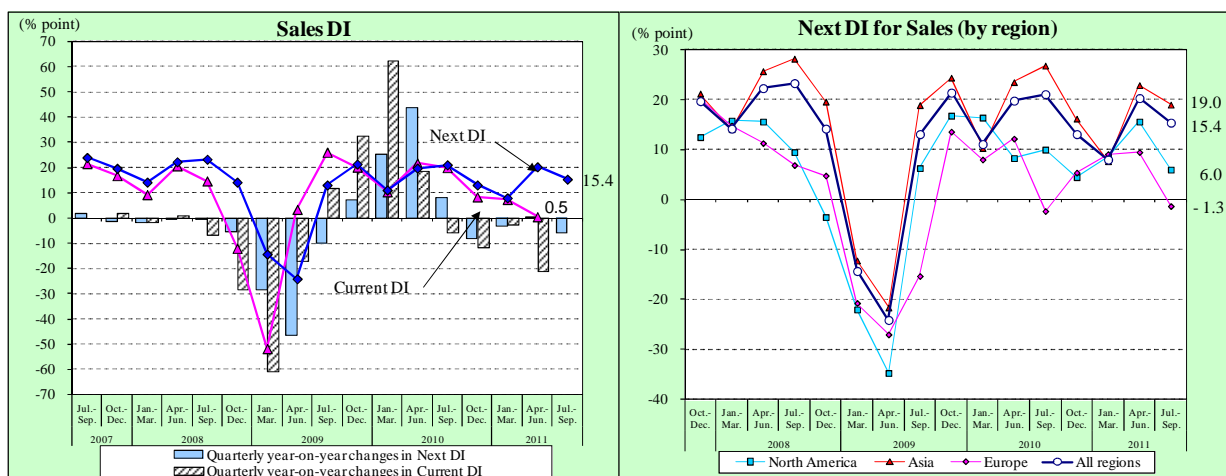 (% point)
Sales DI
70
60
50
40
30
20
10
0
-10
-20
-30
-40
-50
-60
-70
Next DI
15.4
0.5
Current DI
Jul.- Oct.- Jan.- Apr.- Jul.- Oct.- Jan.- Apr.- Jul.- Oct.- Jan.- Apr.- Jul.- Oct.- Jan.- Apr.- Jul.-
Sep. Dec. Mar. Jun. Sep. Dec. Mar. Jun. Sep. Dec. Mar. Jun. Sep. Dec. Mar. Jun. Sep.
2007 2008 2009 2010 2011
Quarterly year-on-year changes in Next DI
Quarterly year-on-year changes in Current DI
Next DI for Sales (by region)
(% point)
30
20
10
0
-10
-20
-30
-40
19.0
15.4
6.0
- 1.3
Oct.- Jan.- Apr.- Jul.- Oct.- Jan.- Apr.- Jul.- Oct.- Jan.- Apr.- Jul.- Oct.- Jan.- Apr.- Jul.-
Dec. Mar. Jun. Sep. Dec. Mar. Jun. Sep. Dec. Mar. Jun. Sep. Dec. Mar. Jun. Sep.
2008 2009 2010 2011
North America Asia Europe All regions